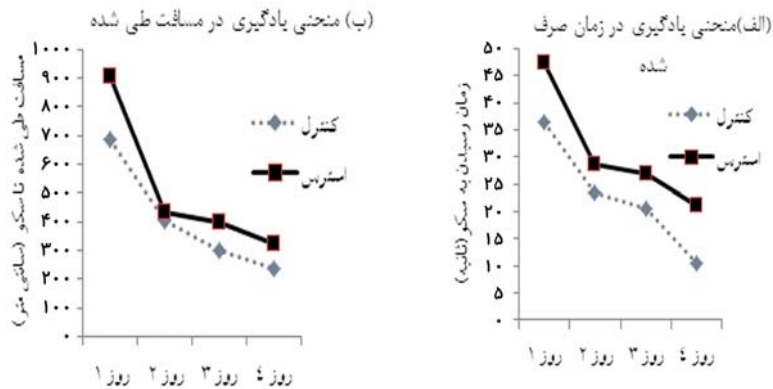 (الف)منحنی یادگیری در زمان صرف
شده
زمان رسیدن به سکو(ثانیه)
۵۰
۴۵
۴۰
۳۵
۳۰
۲۵
۲۰
۱۵
۱۰
۵
۰
کنترل
استرس
روز ۱ روز ۲ روز ۳ روز ٤
(ب) منحنی یادگیری در مسافت طی شده
مسافت طی شده تا سکو (سانتی متر)
۱۰۰۰
۹۰۰
۸۰۰
۷۰۰
۶۰۰
۵۰۰
۴۰۰
۳۰۰
۲۰۰
۱۰۰
۰
کنترل
استرس
روز ۱ روز ۲ روز ۳ روز ٤